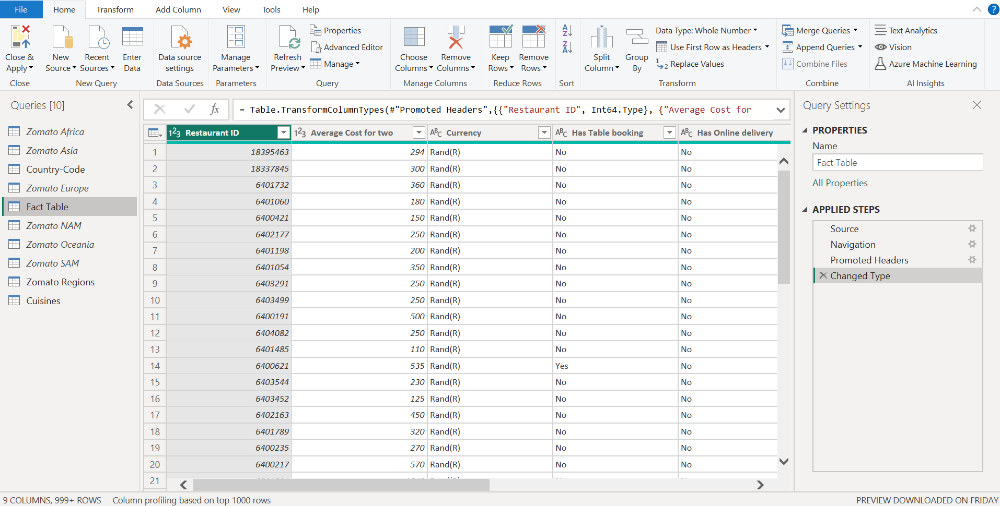 File Home Transform Add Column View Tools Help
Close & Apply
Close
New Source
Recent Sources
Enter Data
New Query
Data source settings
Data Sources
Manage Parameters
Parameters
Refresh Preview
Properties
Advanced Editor
Manage
Query
Choose Columns
Remove Columns
Manage Columns
Keep Rows
Remove Rows
Reduce Rows
A Z
Z A
Sort
Split Column
Group By
Data Type: Whole Number
Use First Row as Headers
1 2 Replace Values
Transform
Merge Queries
Append Queries
Combine Files
Combine
Text Analytics
Vision
Azure Machine Learning
AI Insights
?
Queries [10]
Zomato Africa
Zomato Asia
Country-Code
Zomato Europe
Fact Table
Zomato NAM
Zomato Oceania
Zomato SAM
Zomato Regions
Cuisines
fx = Table.TransformColumnTypes(#"Promoted Headers",{{"Restaurant ID", Int64.Type}, {"Average Cost for
123 Restaurant ID 123 Average Cost for two ABC Currency ABC Has Table booking ABC Has Online delivery
1 18395463 294 Rand(R) No No
2 18337845 300 Rand(R) No No
3 6401732 360 Rand(R) No No
4 6401060 180 Rand(R) No No
5 6400421 150 Rand(R) No No
6 6402177 250 Rand(R) No No
7 6401198 200 Rand(R) No No
8 6401054 350 Rand(R) No No
9 6403291 250 Rand(R) No No
10 6403499 250 Rand(R) No No
11 6400191 500 Rand(R) No No
12 6404082 250 Rand(R) No No
13 6401485 110 Rand(R) No No
14 6400621 535 Rand(R) Yes No
15 6403544 230 Rand(R) No No
16 6403452 125 Rand(R) No No
17 6402163 450 Rand(R) No No
18 6401789 320 Rand(R) No No
19 6400235 270 Rand(R) No No
20 6400217 570 Rand(R) No No
21
Query Settings
PROPERTIES
Name
Fact Table
All Properties
APPLIED STEPS
Source
Navigation
Promoted Headers
Changed Type
9 COLUMNS, 999+ ROWS Column profiling based on top 1000 rows
PREVIEW DOWNLOADED ON FRIDAY